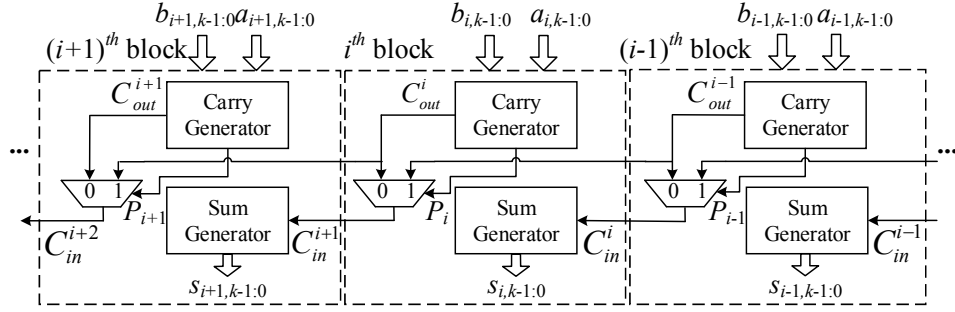 b_{i+1,k-1:0} a_{i+1,k-1:0} b_{i,k-1:0} a_{i,k-1:0} b_{i-1,k-1:0} a_{i-1,k-1:0}
(i+1)^{th} block i^{th} block (i-1)^{th} block
C_{out}^{i+1} Carry Generator C_{out}^{i} Carry Generator C_{out}^{i-1} Carry Generator
... ...
0 1 0 1 0 1
P_{i+1} Sum Generator P_i Sum Generator P_{i-1} Sum Generator
C_{in}^{i+2} C_{in}^{i+1} C_{in}^{i} C_{in}^{i-1}
s_{i+1,k-1:0} s_{i,k-1:0} s_{i-1,k-1:0}